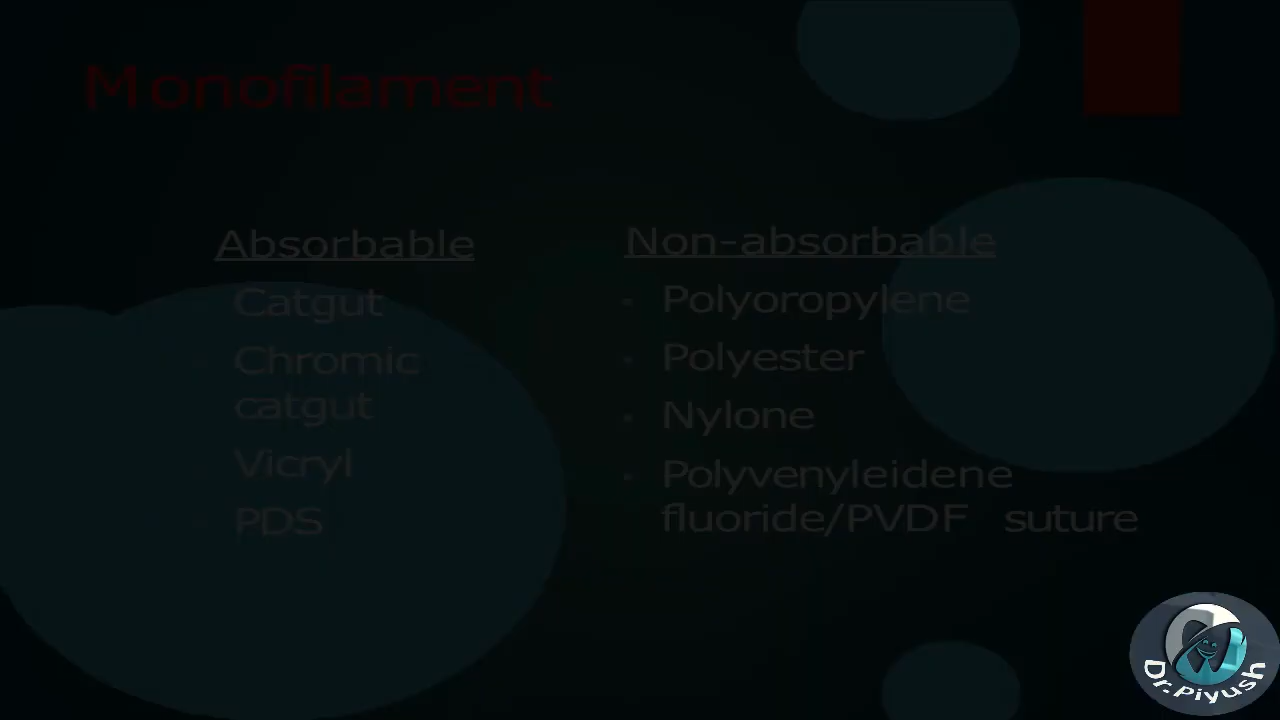 Monofilament
Absorbable
Catgut
Chromic
catgut
Vicryl
PDS
Non-absorbable
Polyoropylene
Polyester
Nylone
Polyvenyleidene
fluoride/PVDF suture
Dr. Piyush